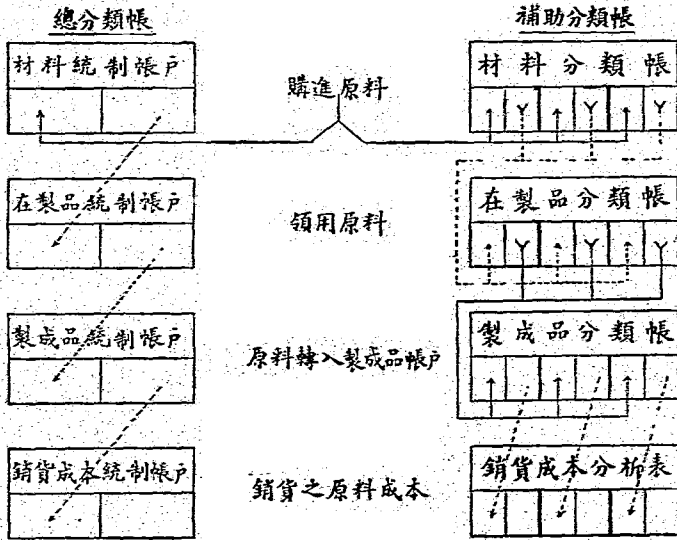 總分類帳
補助分類帳
材料統制帳戶
購進原料
材料分類帳
在製品統制帳戶
領用原料
在製品分類帳
製成品統制帳戶
原料轉入製成品帳戶
製成品分類帳
銷貨成本統制帳戶
銷貨之原料成本
銷貨成本分析表